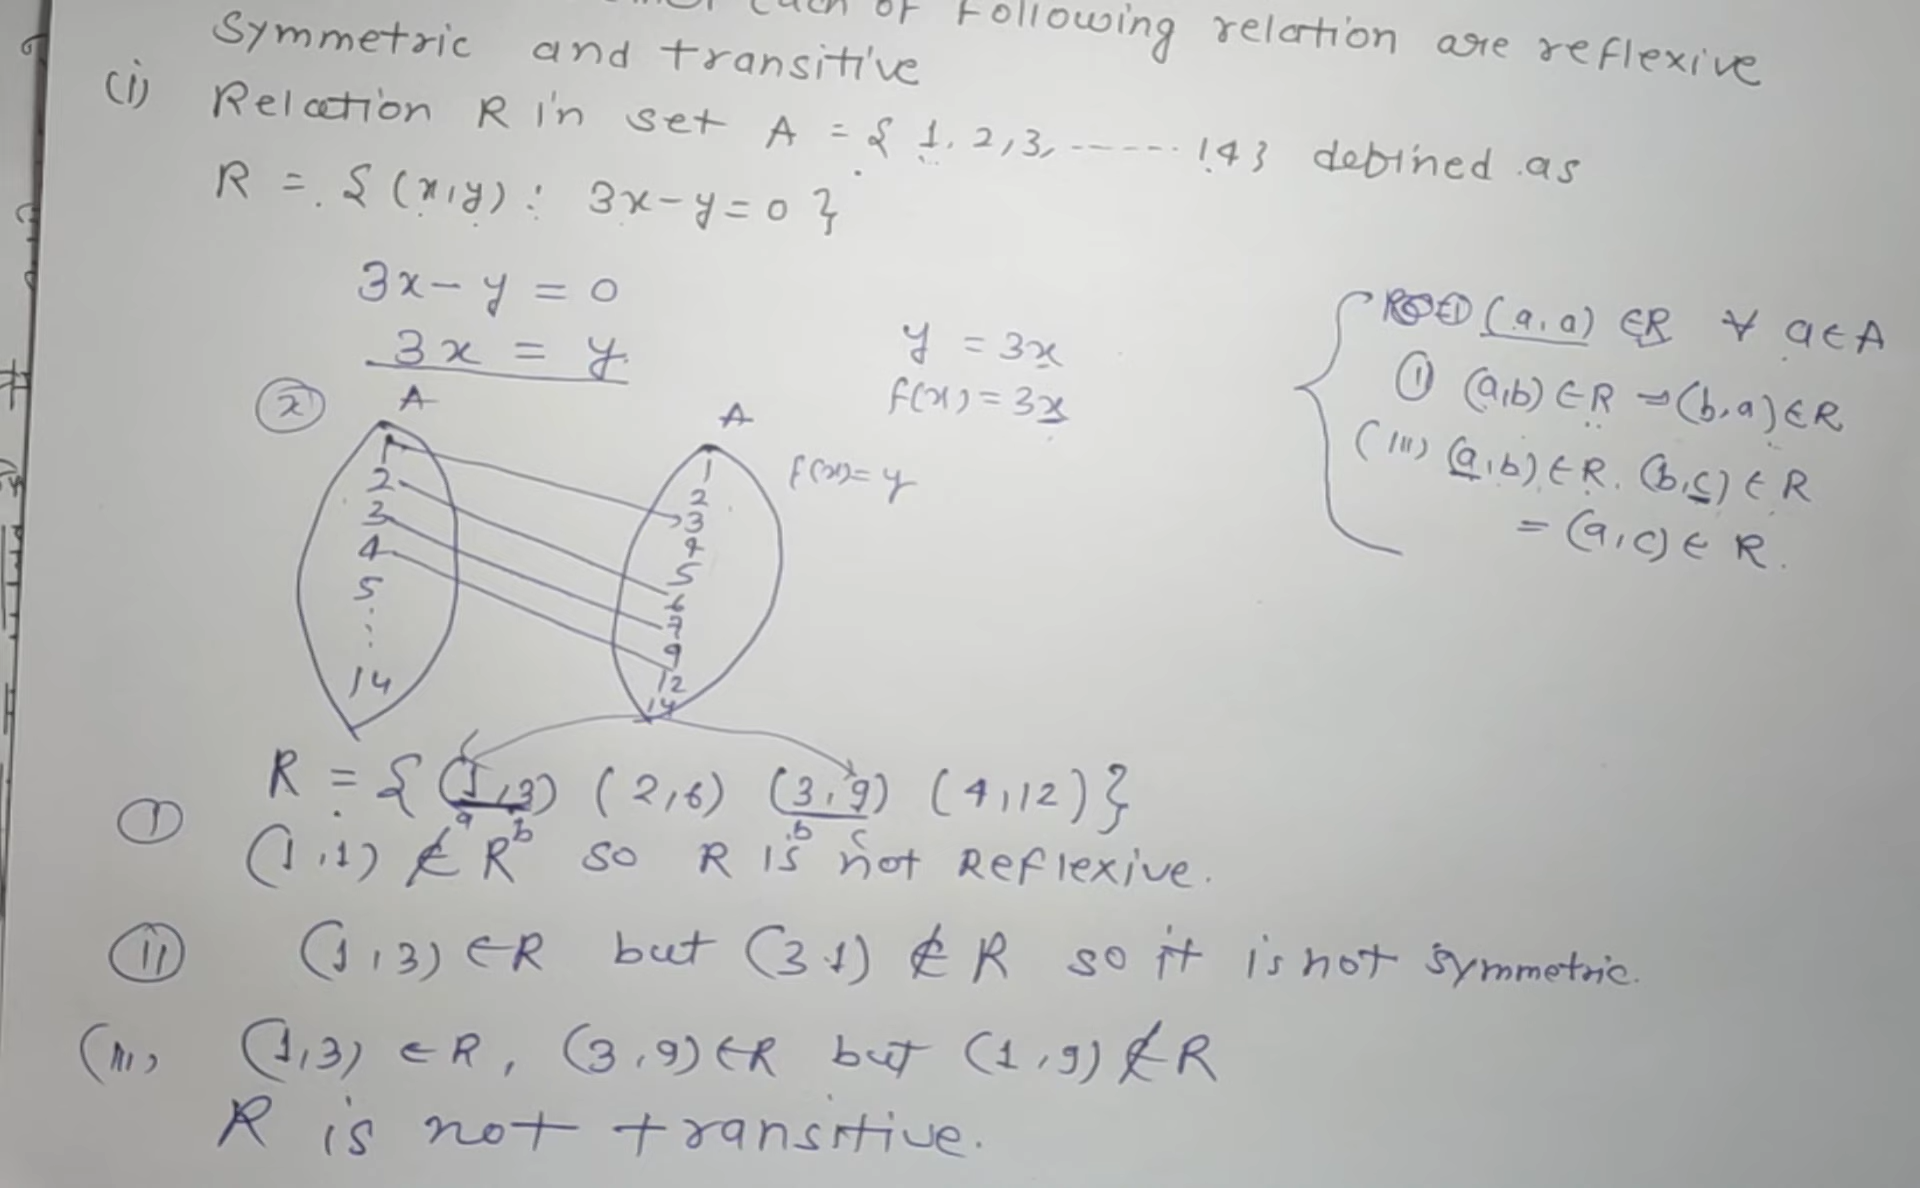 each of Following relation are reflexive
Symmetric and transitive
(i) Relation R in set A = { 1, 2, 3, ------ 14 } defined as
R = { (x,y) : 3x-y=0 }
3x-y = 0
3x = y
y = 3x
f(x) = 3x
f(x) = y
(a,a) ∈R ∀ a∈A
① (a,b) ∈R ⇒ (b,a) ∈R
(iii) (a,b) ∈R, (b,c) ∈ R
= (a,c) ∈ R.
x A
1
2
3
4
5
⋮
14
A
1
2
3
4
5
6
7
9
12
14
R = { (1,3) (2,6) (3,9) (4,12) }
a b b c
Ⓘ (1,1) ∉ R so R is not Reflexive.
ⓘⓘ (1,3) ∈R but (3 1) ∉ R so it is not symmetric.
(iii) (1,3) ∈ R, (3,9) ∈R but (1,9) ∉ R
R is not transitive.